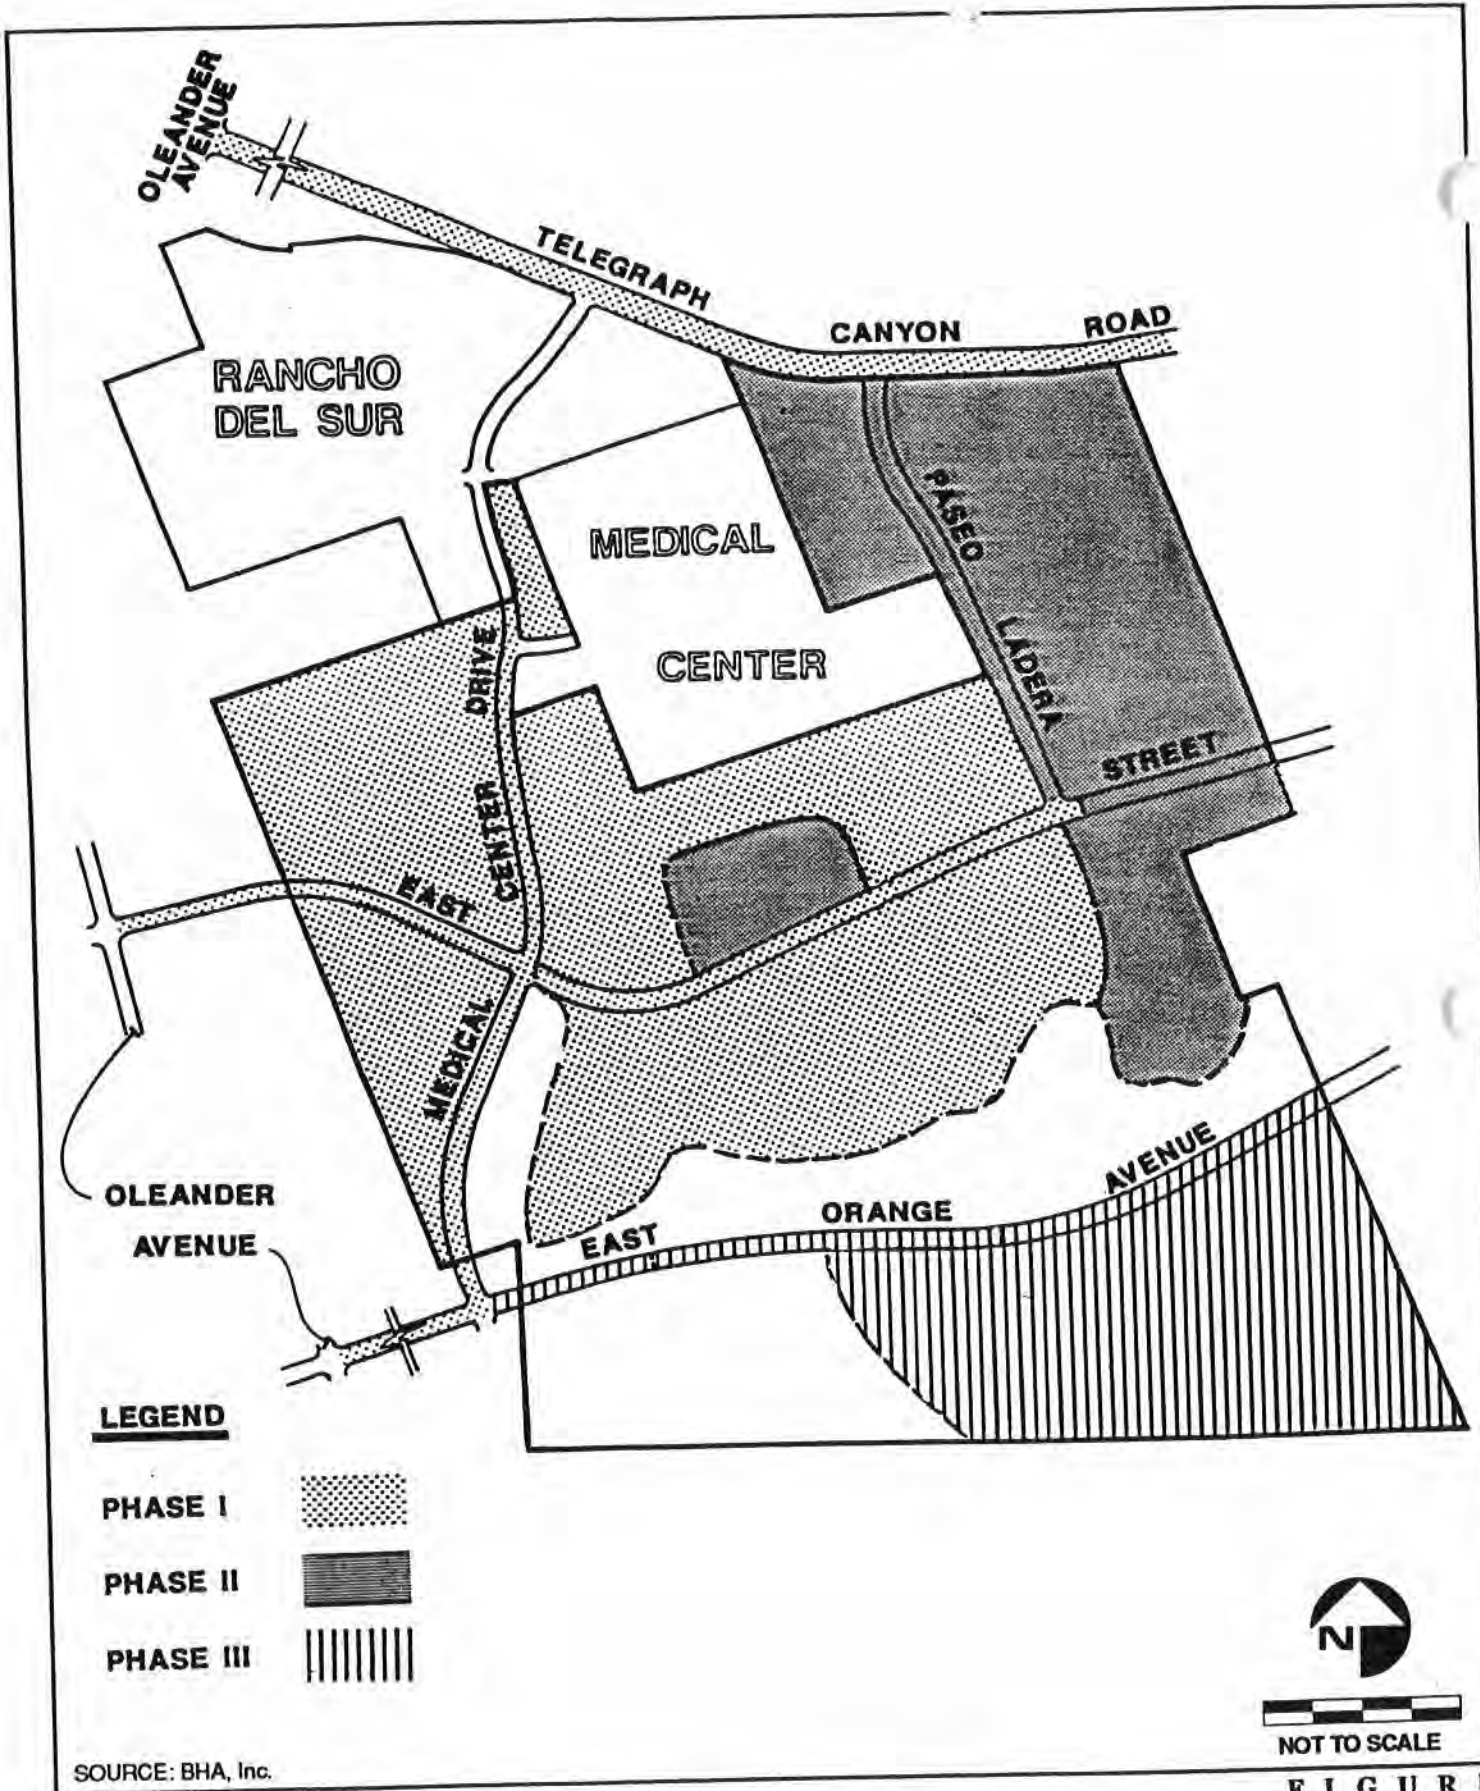 OLEANDER
AVENUE
TELEGRAPH
CANYON
ROAD
RANCHO
DEL SUR
MEDICAL
CENTER
PASEO
LADERA
STREET
DRIVE
CENTER
EAST
MEDICAL
OLEANDER
AVENUE
EAST
ORANGE
AVENUE
LEGEND
PHASE I
PHASE II
PHASE III
N
NOT TO SCALE
SOURCE: BHA, Inc.
F I G U R